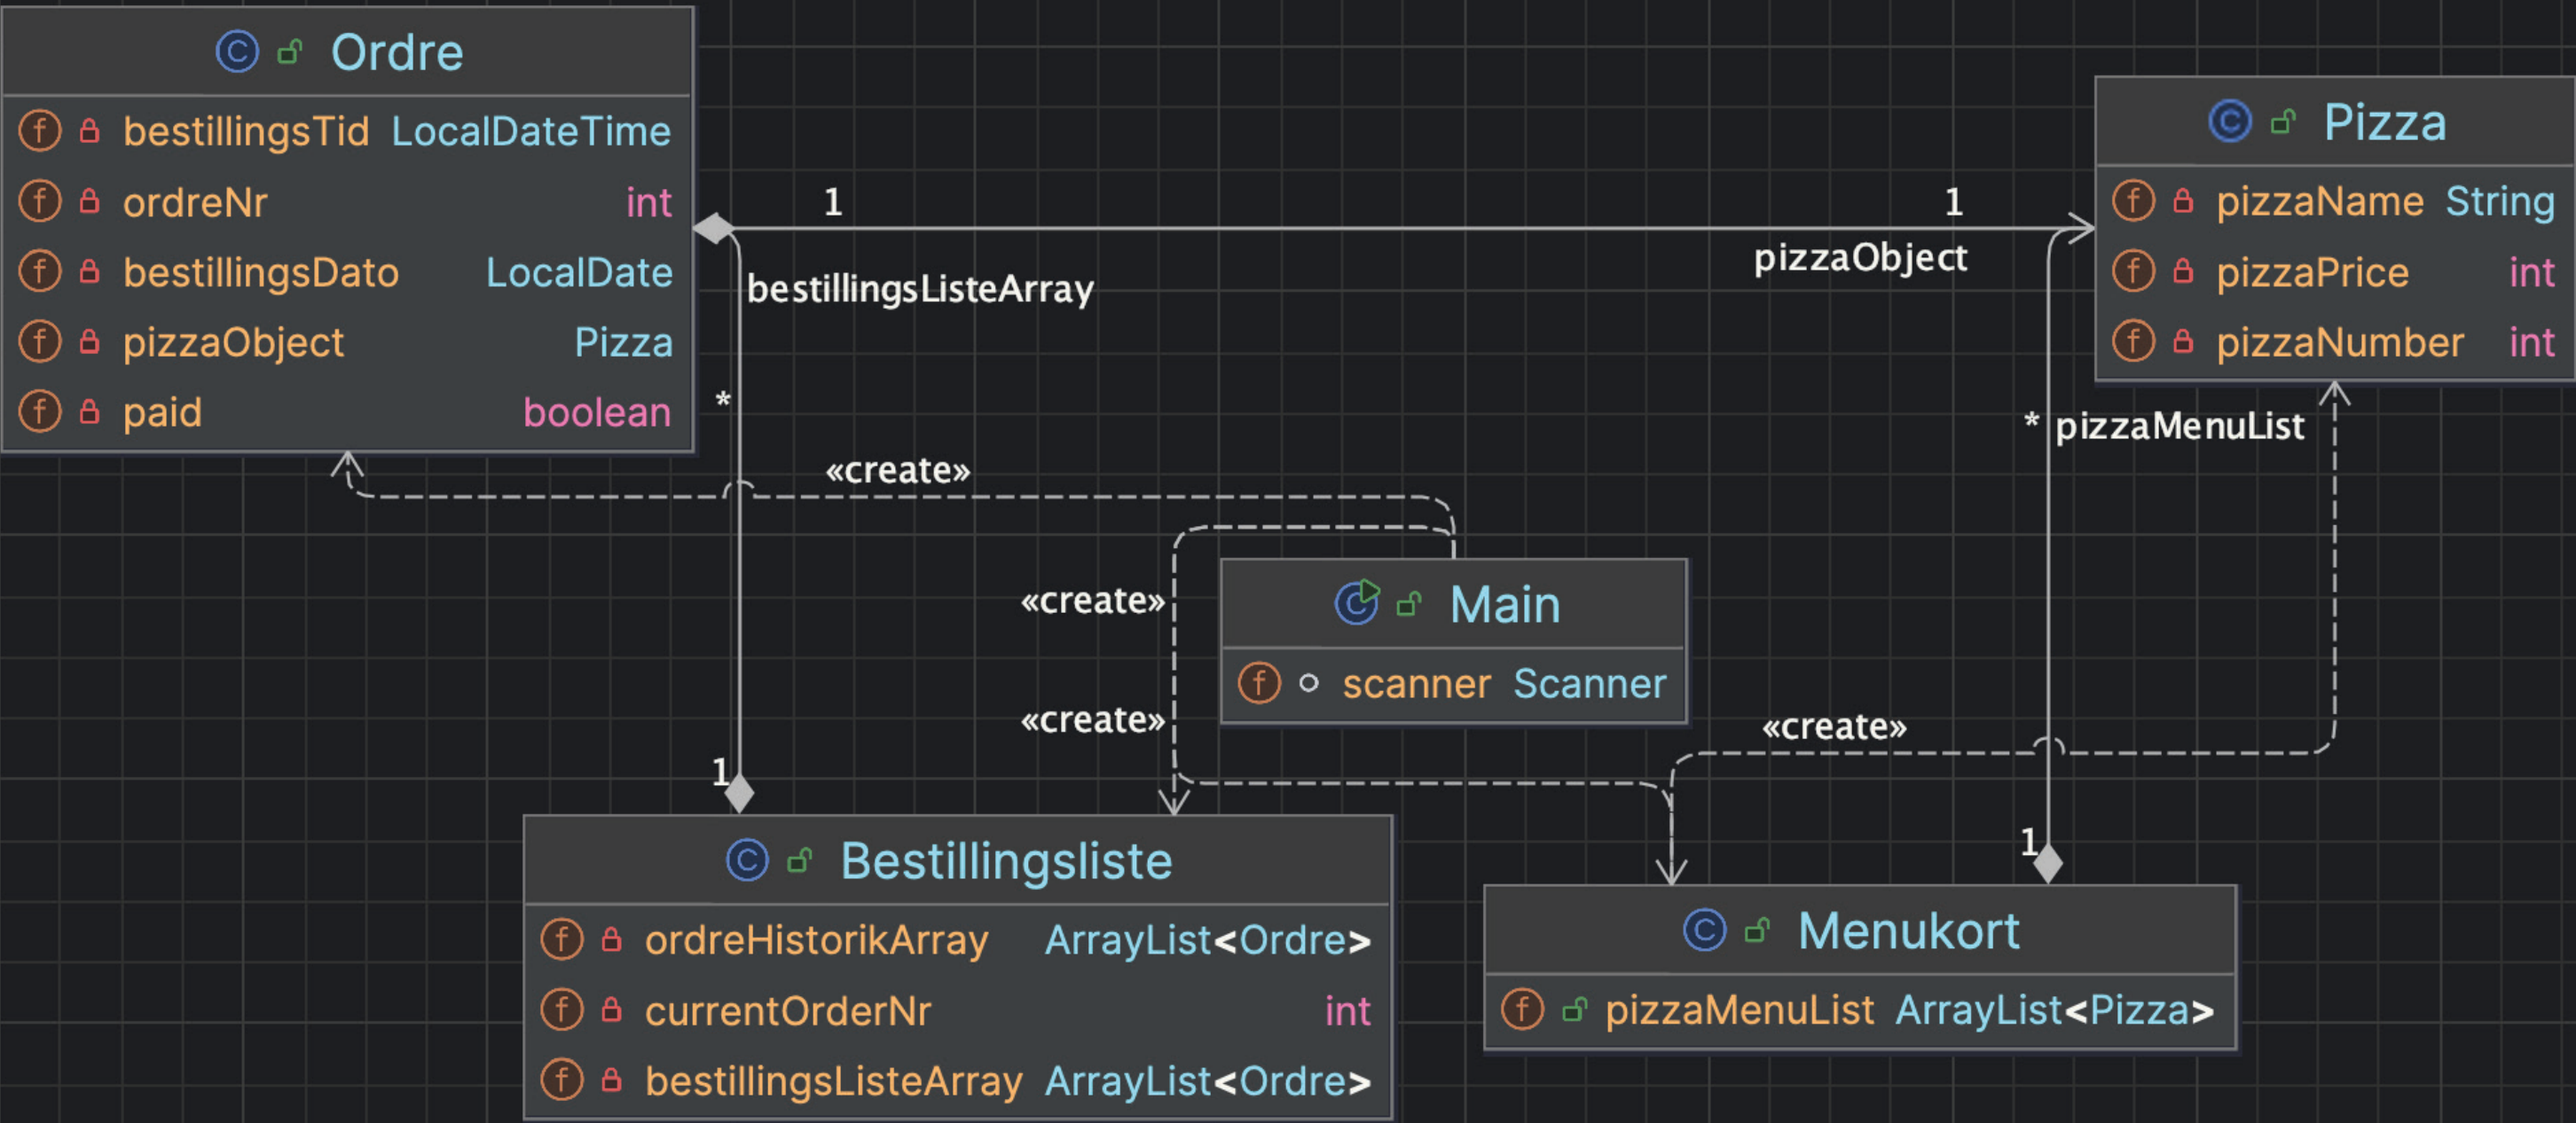 Ordre
bestillingsTid LocalDateTime
ordreNr int
bestillingsDato LocalDate
pizzaObject Pizza
paid boolean
1
1
pizzaObject
bestillingsListeArray
*
Pizza
pizzaName String
pizzaPrice int
pizzaNumber int
* pizzaMenuList
«create»
«create»
«create»
Main
scanner Scanner
«create»
1
1
Bestillingsliste
ordreHistorikArray ArrayList<Ordre>
currentOrderNr int
bestillingsListeArray ArrayList<Ordre>
Menukort
pizzaMenuList ArrayList<Pizza>